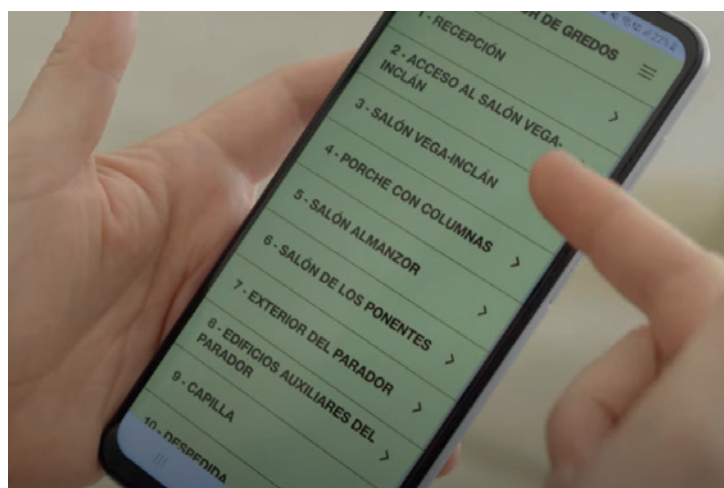 OR DE GREDOS
22%
1 - RECEPCIÓN
2 - ACCESO AL SALÓN VEGA-
INCLÁN
3 - SALÓN VEGA-INCLÁN
4 - PORCHE CON COLUMNAS
5 - SALÓN ALMANZOR
6 - SALÓN DE LOS PONENTES
7 - EXTERIOR DEL PARADOR
8 - EDIFICIOS AUXILIARES DEL
PARADOR
9 - CAPILLA
10 - DESPEDIDA